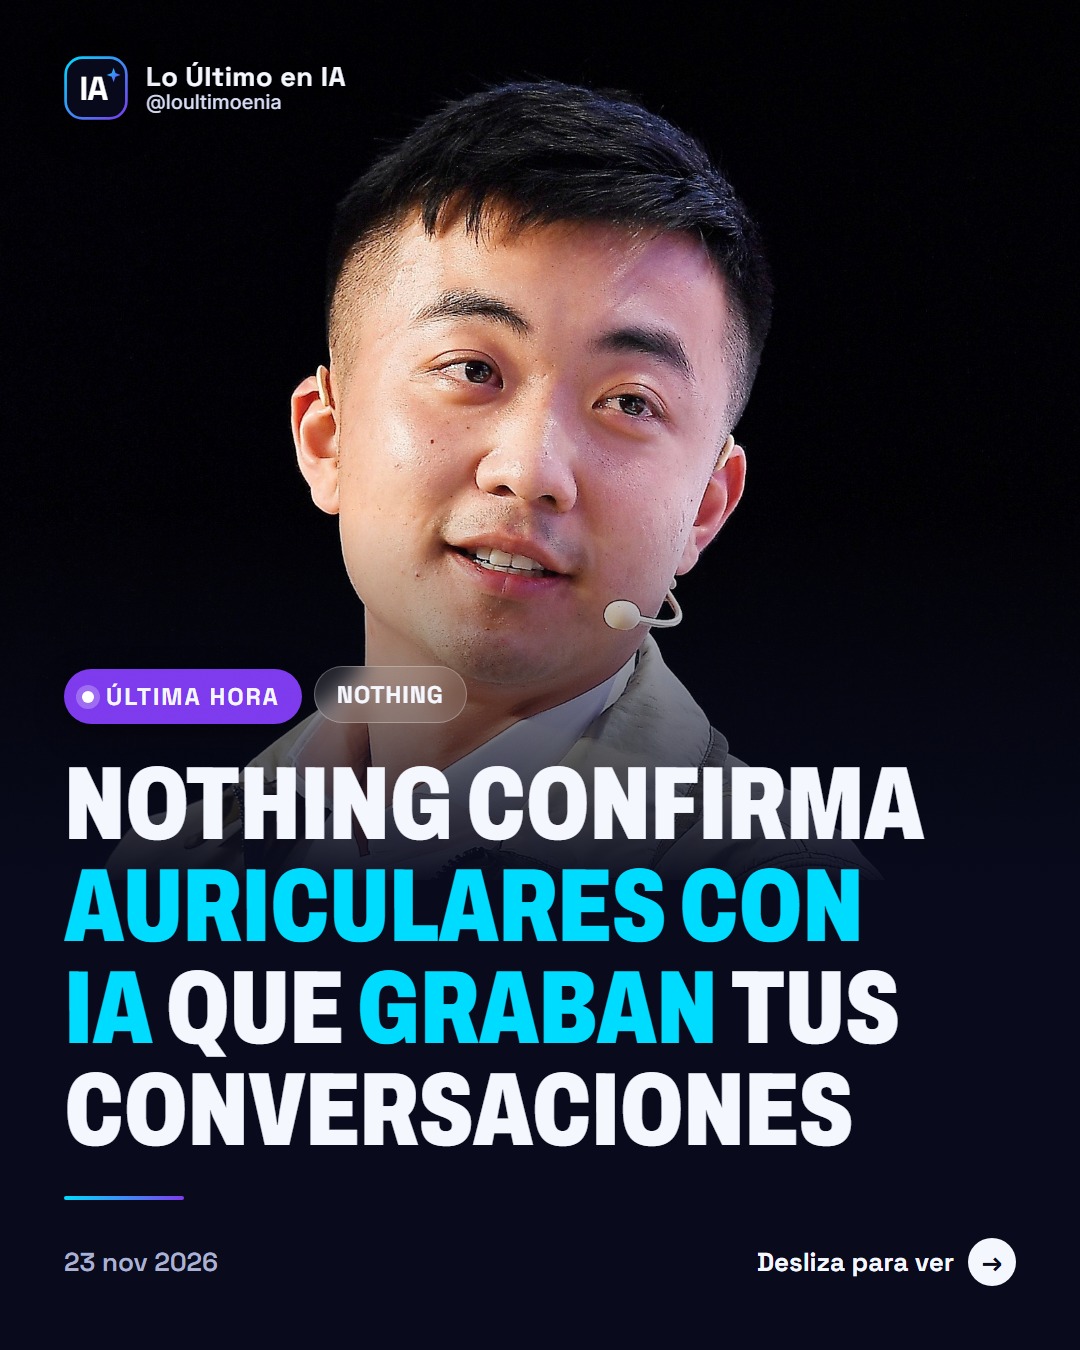 IA
Lo Último en IA
@loultimoenia
ÚLTIMA HORA
NOTHING
NOTHING CONFIRMA
AURICULARES CON
IA QUE GRABAN TUS
CONVERSACIONES
23 nov 2026
Desliza para ver →